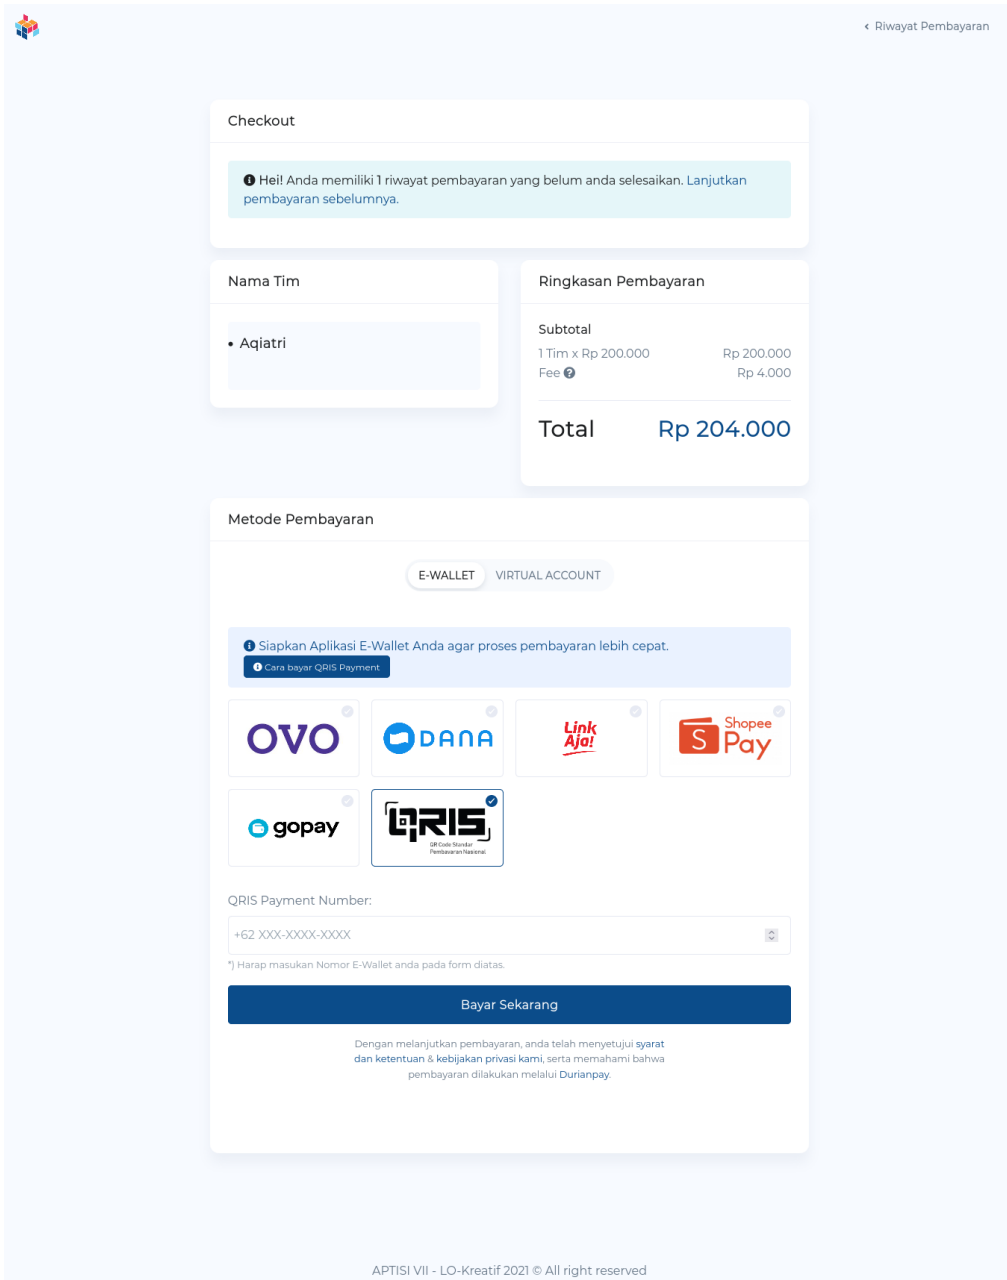 Riwayat Pembayaran
Checkout
Hei! Anda memiliki 1 riwayat pembayaran yang belum anda selesaikan. Lanjutkan
pembayaran sebelumnya.
Nama Tim
• Aqiatri
Ringkasan Pembayaran
Subtotal
1 Tim x Rp 200.000 Rp 200.000
Fee Rp 4.000
Total Rp 204.000
Metode Pembayaran
E-WALLET VIRTUAL ACCOUNT
Siapkan Aplikasi E-Wallet Anda agar proses pembayaran lebih cepat.
Cara bayar QRIS Payment
OVO
DANA
Link
Aja!
S Shopee
Pay
gopay
QRIS
QR Code Standar
Pembayaran Nasional
QRIS Payment Number:
+62 XXX-XXXX-XXXX
*) Harap masukan Nomor E-Wallet anda pada form diatas.
Bayar Sekarang
Dengan melanjutkan pembayaran, anda telah menyetujui syarat
dan ketentuan & kebijakan privasi kami, serta memahami bahwa
pembayaran dilakukan melalui Durianpay.
APTISI VII - LO-Kreatif 2021 © All right reserved